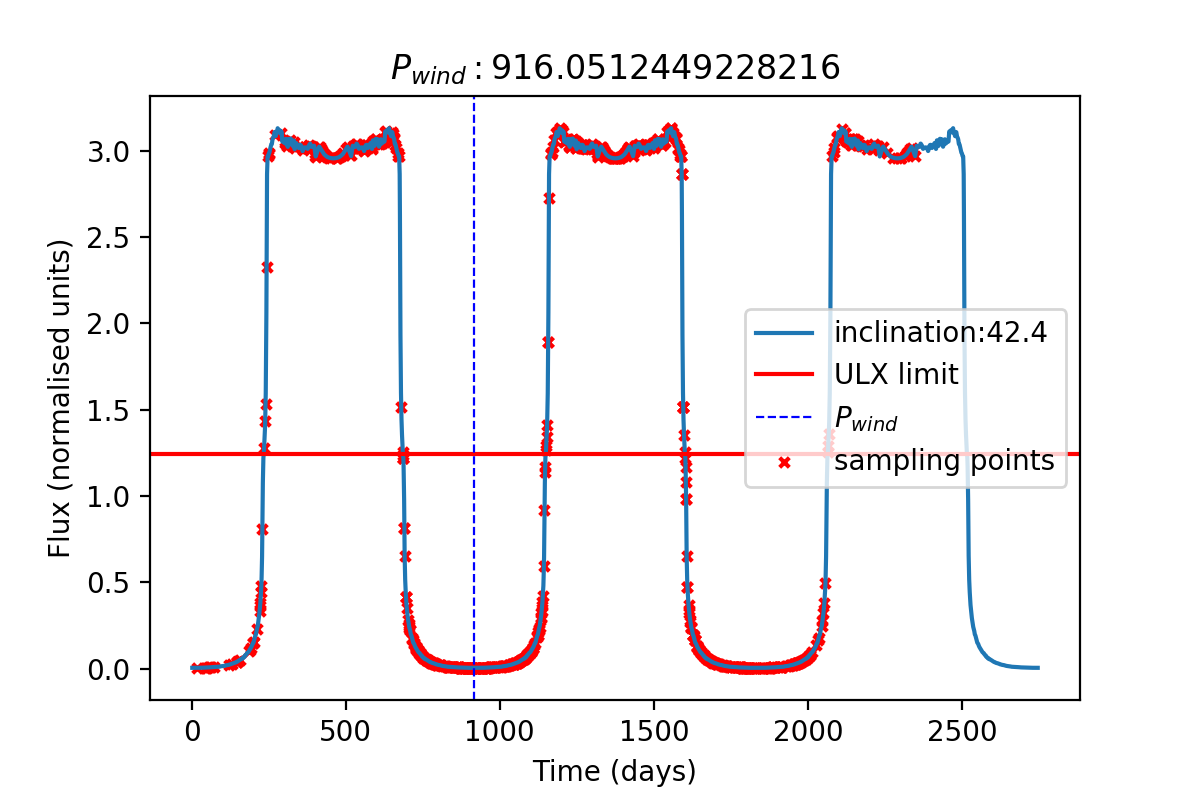 P_wind : 916.0512449228216
3.0
2.5
2.0
1.5
1.0
0.5
0.0
Flux (normalised units)
inclination:42.4
ULX limit
P_wind
sampling points
0 500 1000 1500 2000 2500
Time (days)